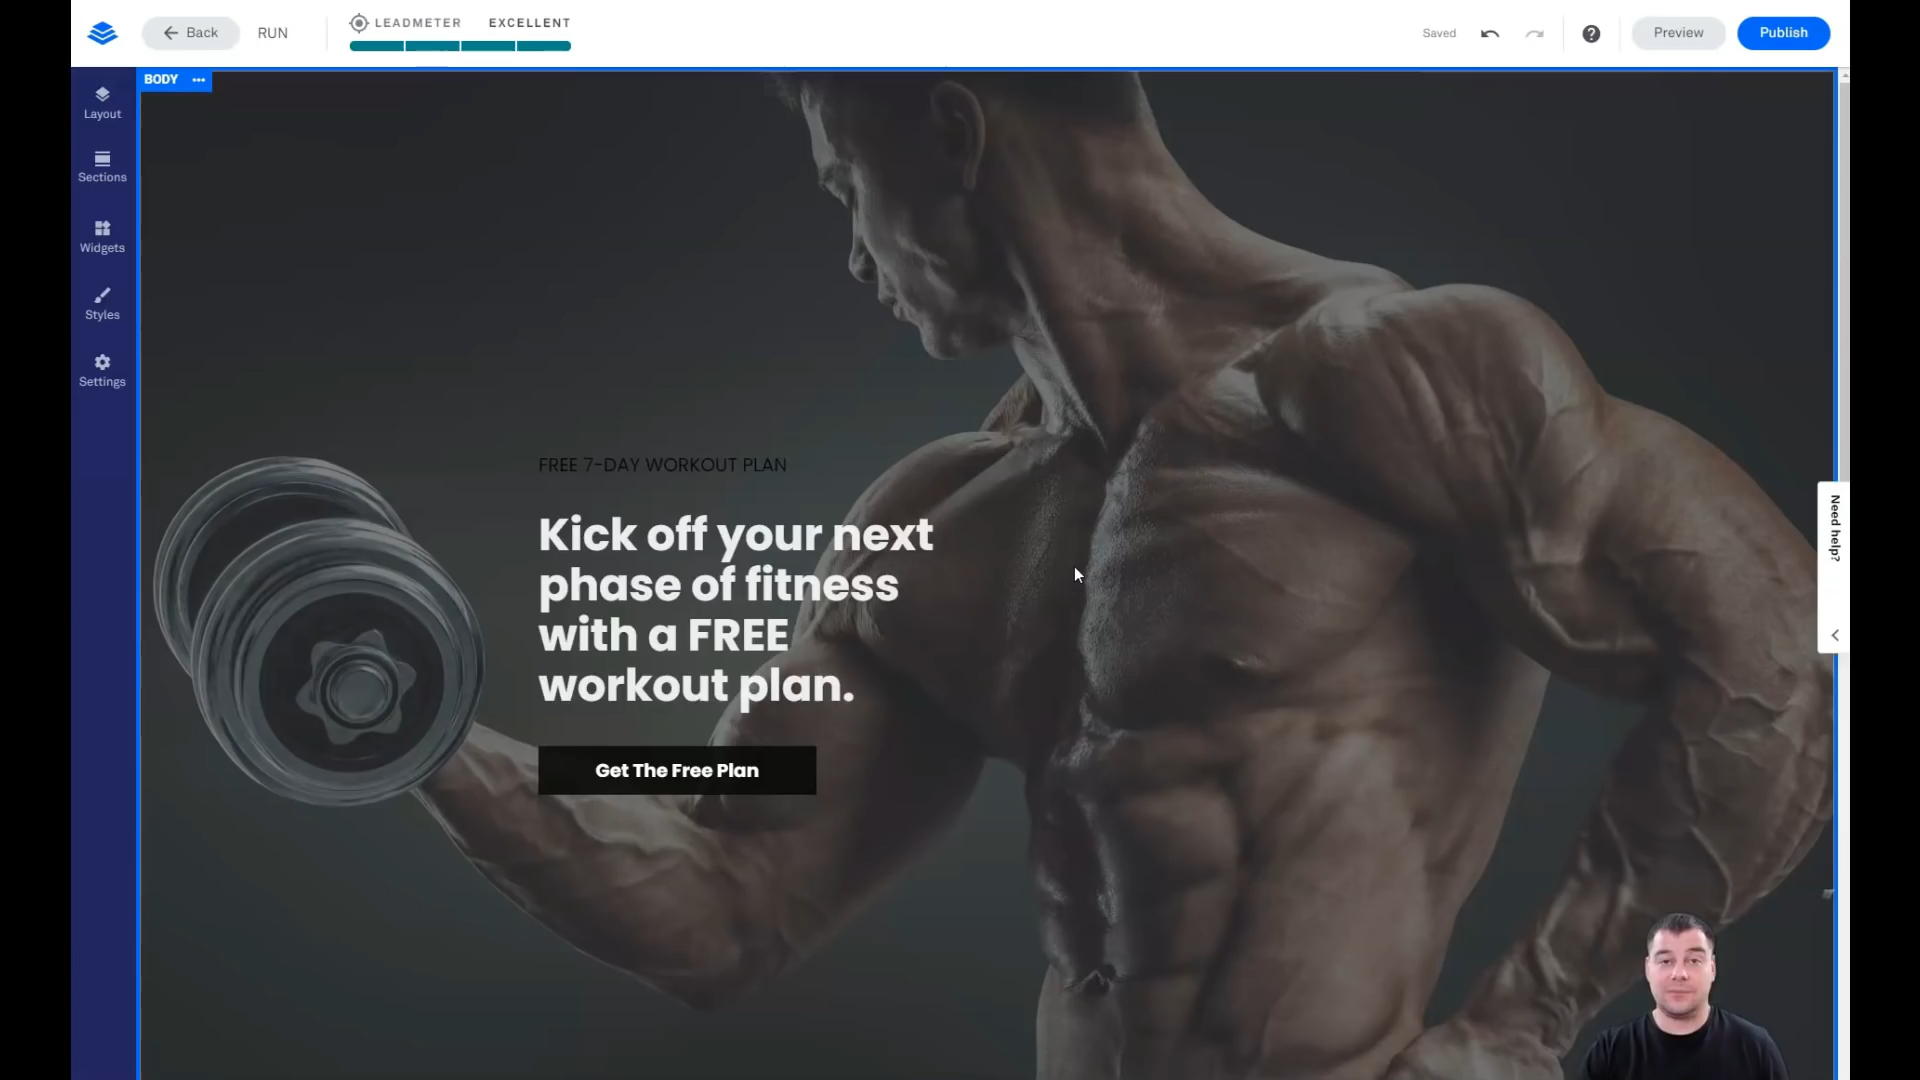 Back
RUN
LEADMETER EXCELLENT
Saved
Preview
Publish
BODY ...
Layout
Sections
Widgets
Styles
Settings
FREE 7-DAY WORKOUT PLAN
Kick off your next
phase of fitness
with a FREE
workout plan.
Get The Free Plan
Need help?